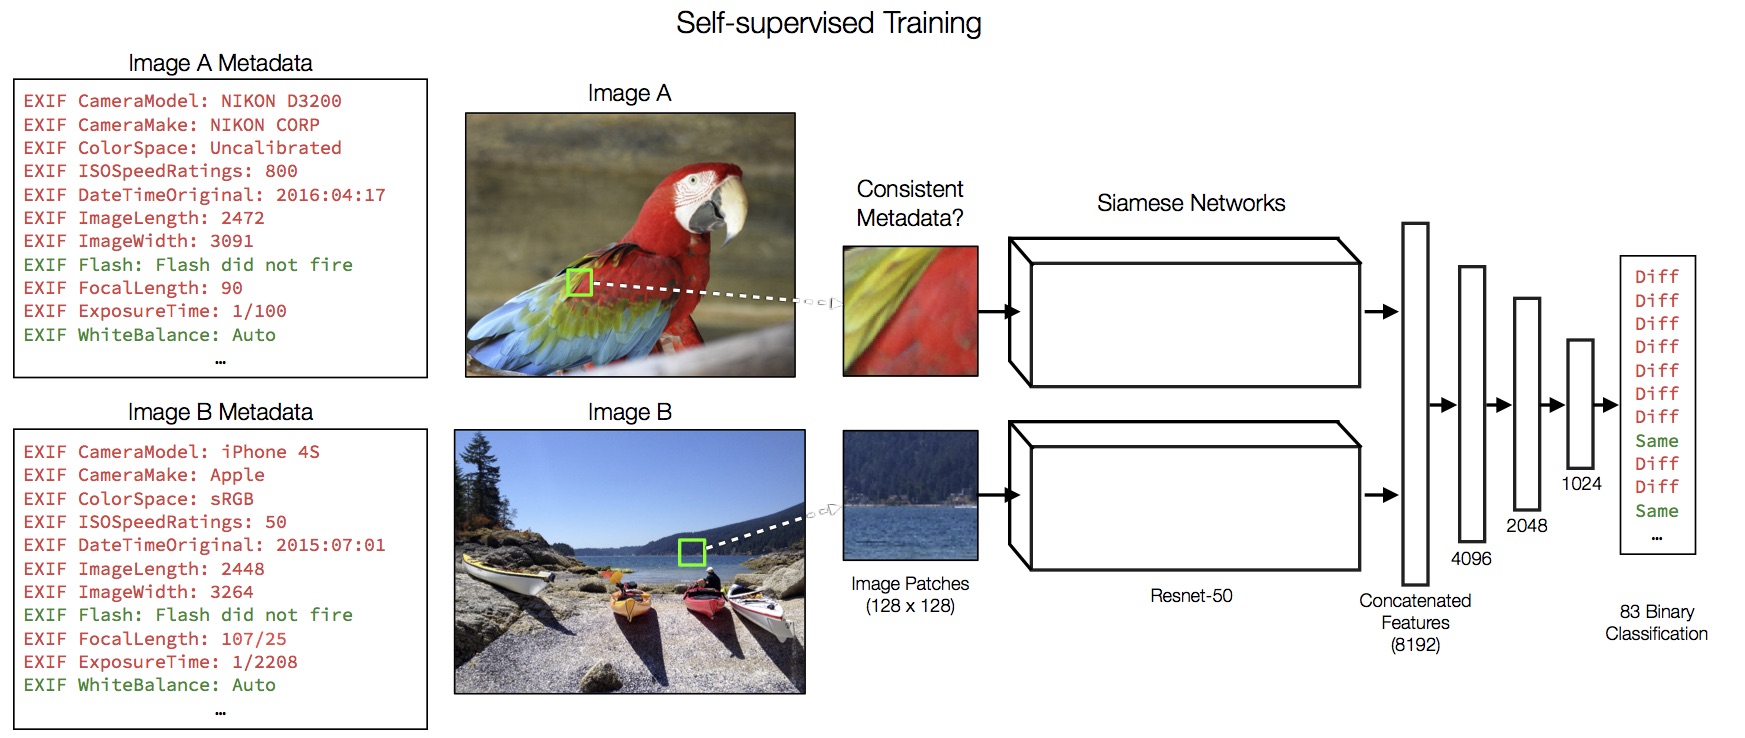 Self-supervised Training
Image A Metadata
EXIF CameraModel: NIKON D3200
EXIF CameraMake: NIKON CORP
EXIF ColorSpace: Uncalibrated
EXIF ISOSpeedRatings: 800
EXIF DateTimeOriginal: 2016:04:17
EXIF ImageLength: 2472
EXIF ImageWidth: 3091
EXIF Flash: Flash did not fire
EXIF FocalLength: 90
EXIF ExposureTime: 1/100
EXIF WhiteBalance: Auto
...
Image B Metadata
EXIF CameraModel: iPhone 4S
EXIF CameraMake: Apple
EXIF ColorSpace: sRGB
EXIF ISOSpeedRatings: 50
EXIF DateTimeOriginal: 2015:07:01
EXIF ImageLength: 2448
EXIF ImageWidth: 3264
EXIF Flash: Flash did not fire
EXIF FocalLength: 107/25
EXIF ExposureTime: 1/2208
EXIF WhiteBalance: Auto
...
Image A
Image B
Consistent
Metadata?
Image Patches
(128 x 128)
Siamese Networks
Resnet-50
Concatenated
Features
(8192)
4096
2048
1024
Diff
Diff
Diff
Diff
Diff
Diff
Diff
Same
Diff
Diff
Same
...
83 Binary
Classification